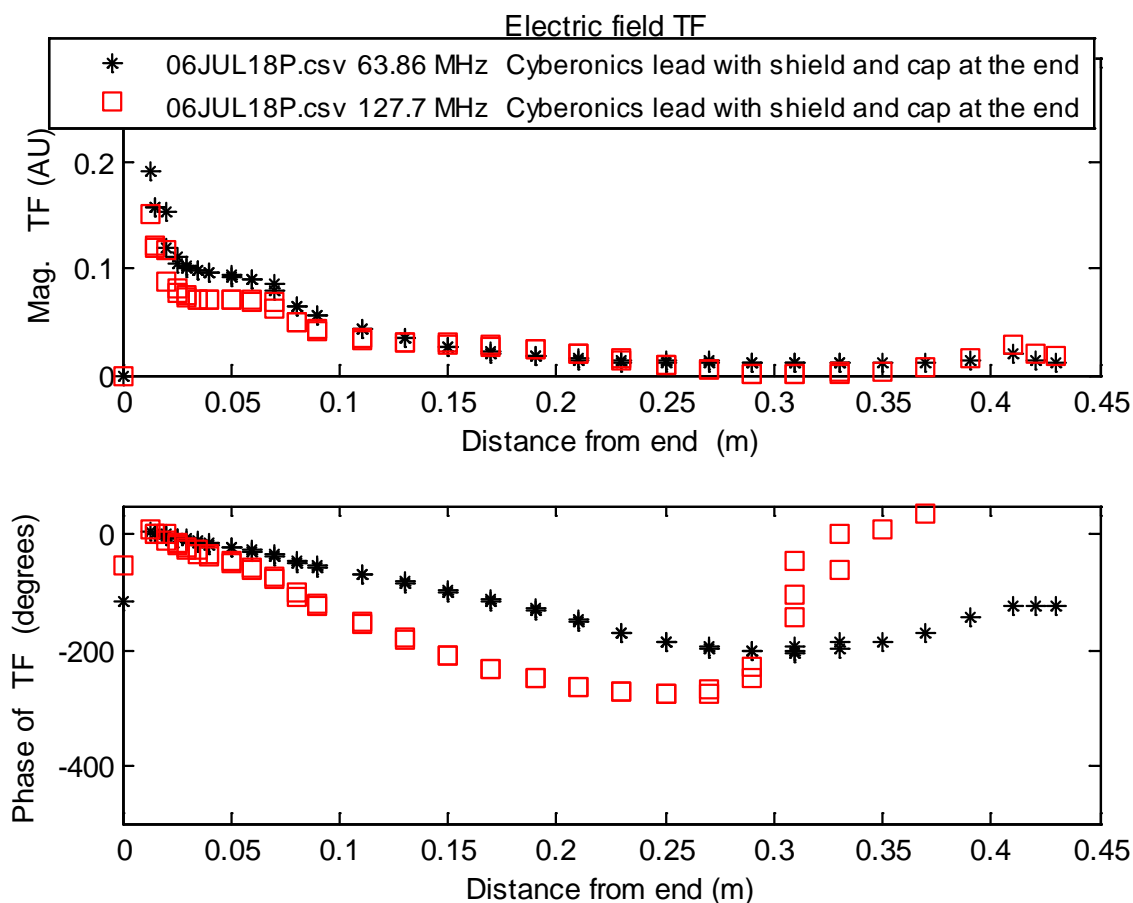 Electric field TF
06JUL18P.csv 63.86 MHz Cyberonics lead with shield and cap at the end
06JUL18P.csv 127.7 MHz Cyberonics lead with shield and cap at the end
Mag. TF (AU)
0.2
0.1
0
0 0.05 0.1 0.15 0.2 0.25 0.3 0.35 0.4 0.45
Distance from end (m)
Phase of TF (degrees)
0
-200
-400
0 0.05 0.1 0.15 0.2 0.25 0.3 0.35 0.4 0.45
Distance from end (m)